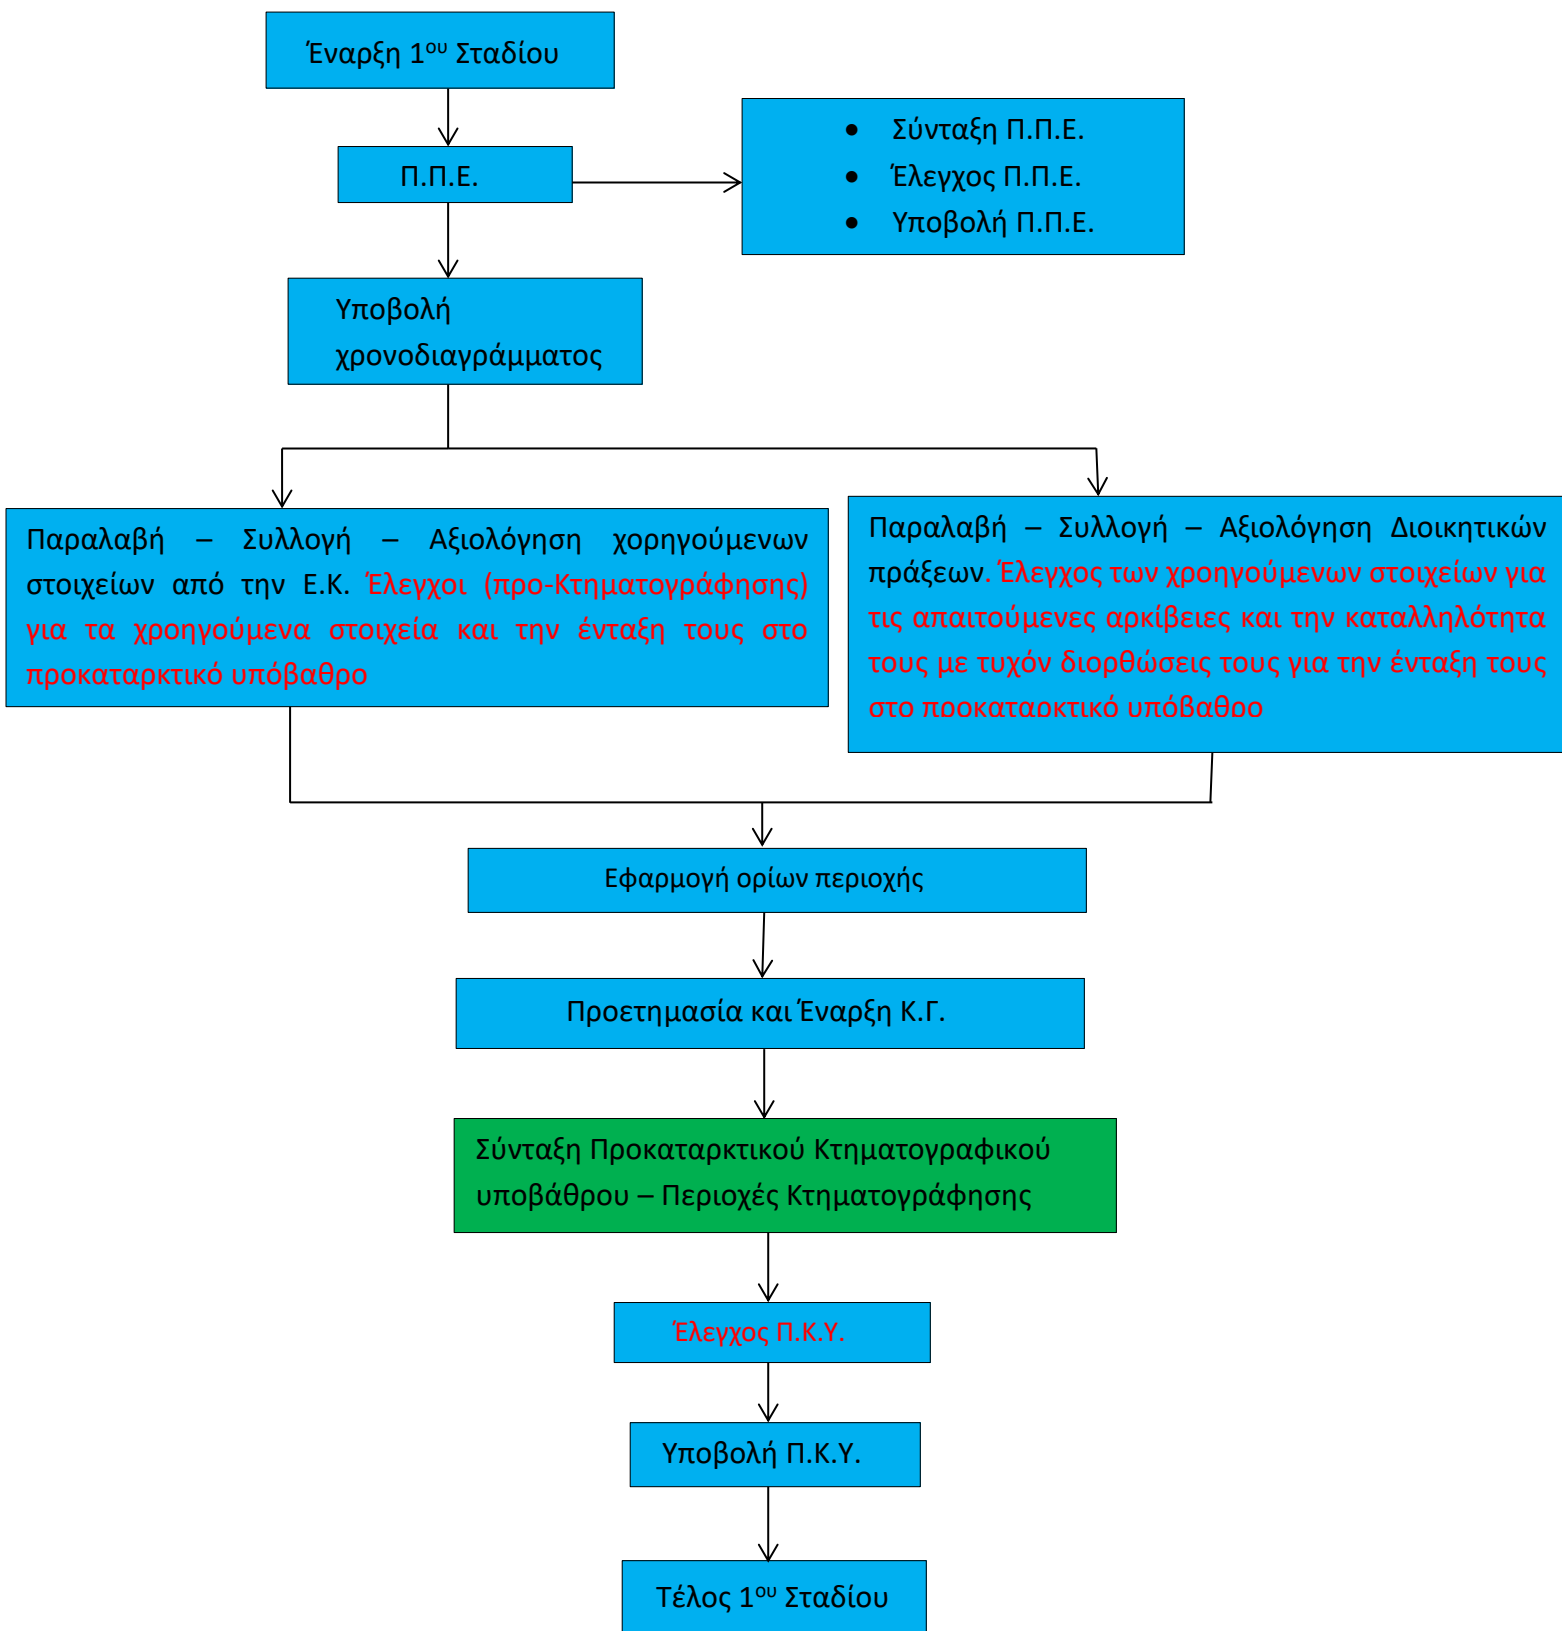 Έναρξη 1ου Σταδίου
Π.Π.Ε.
• Σύνταξη Π.Π.Ε.
• Έλεγχος Π.Π.Ε.
• Υποβολή Π.Π.Ε.
Υποβολή
χρονοδιαγράμματος
Παραλαβή – Συλλογή – Αξιολόγηση χορηγούμενων
στοιχείων από την Ε.Κ. Έλεγχοι (προ-Κτηματογράφησης)
για τα χροηγούμενα στοιχεία και την ένταξη τους στο
προκαταρκτικό υπόβαθρο
Παραλαβή – Συλλογή – Αξιολόγηση Διοικητικών
πράξεων. Έλεγχος των χροηγούμενων στοιχείων για
τις απαιτούμενες αρκίβειες και την καταλληλότητα
τους με τυχόν διορθώσεις τους για την ένταξη τους
στο προκαταρκτικό υπόβαθρο
Εφαρμογή ορίων περιοχής
Προετημασία και Έναρξη Κ.Γ.
Σύνταξη Προκαταρκτικού Κτηματογραφικού
υποβάθρου – Περιοχές Κτηματογράφησης
Έλεγχος Π.Κ.Υ.
Υποβολή Π.Κ.Υ.
Τέλος 1ου Σταδίου